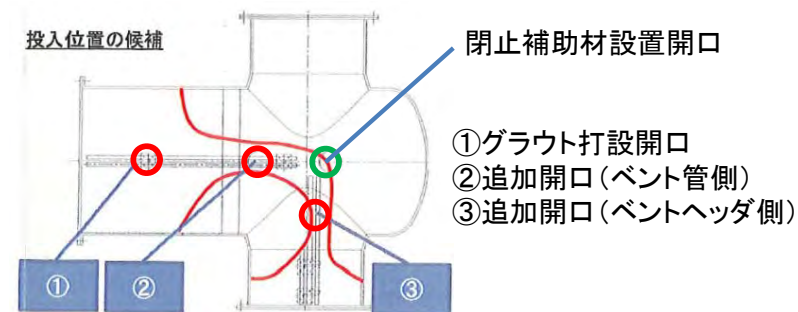 投入位置の候補
閉止補助材設置開口
①グラウト打設開口
②追加開口(ベント管側)
③追加開口(ベントヘッダ側)
①
②
③